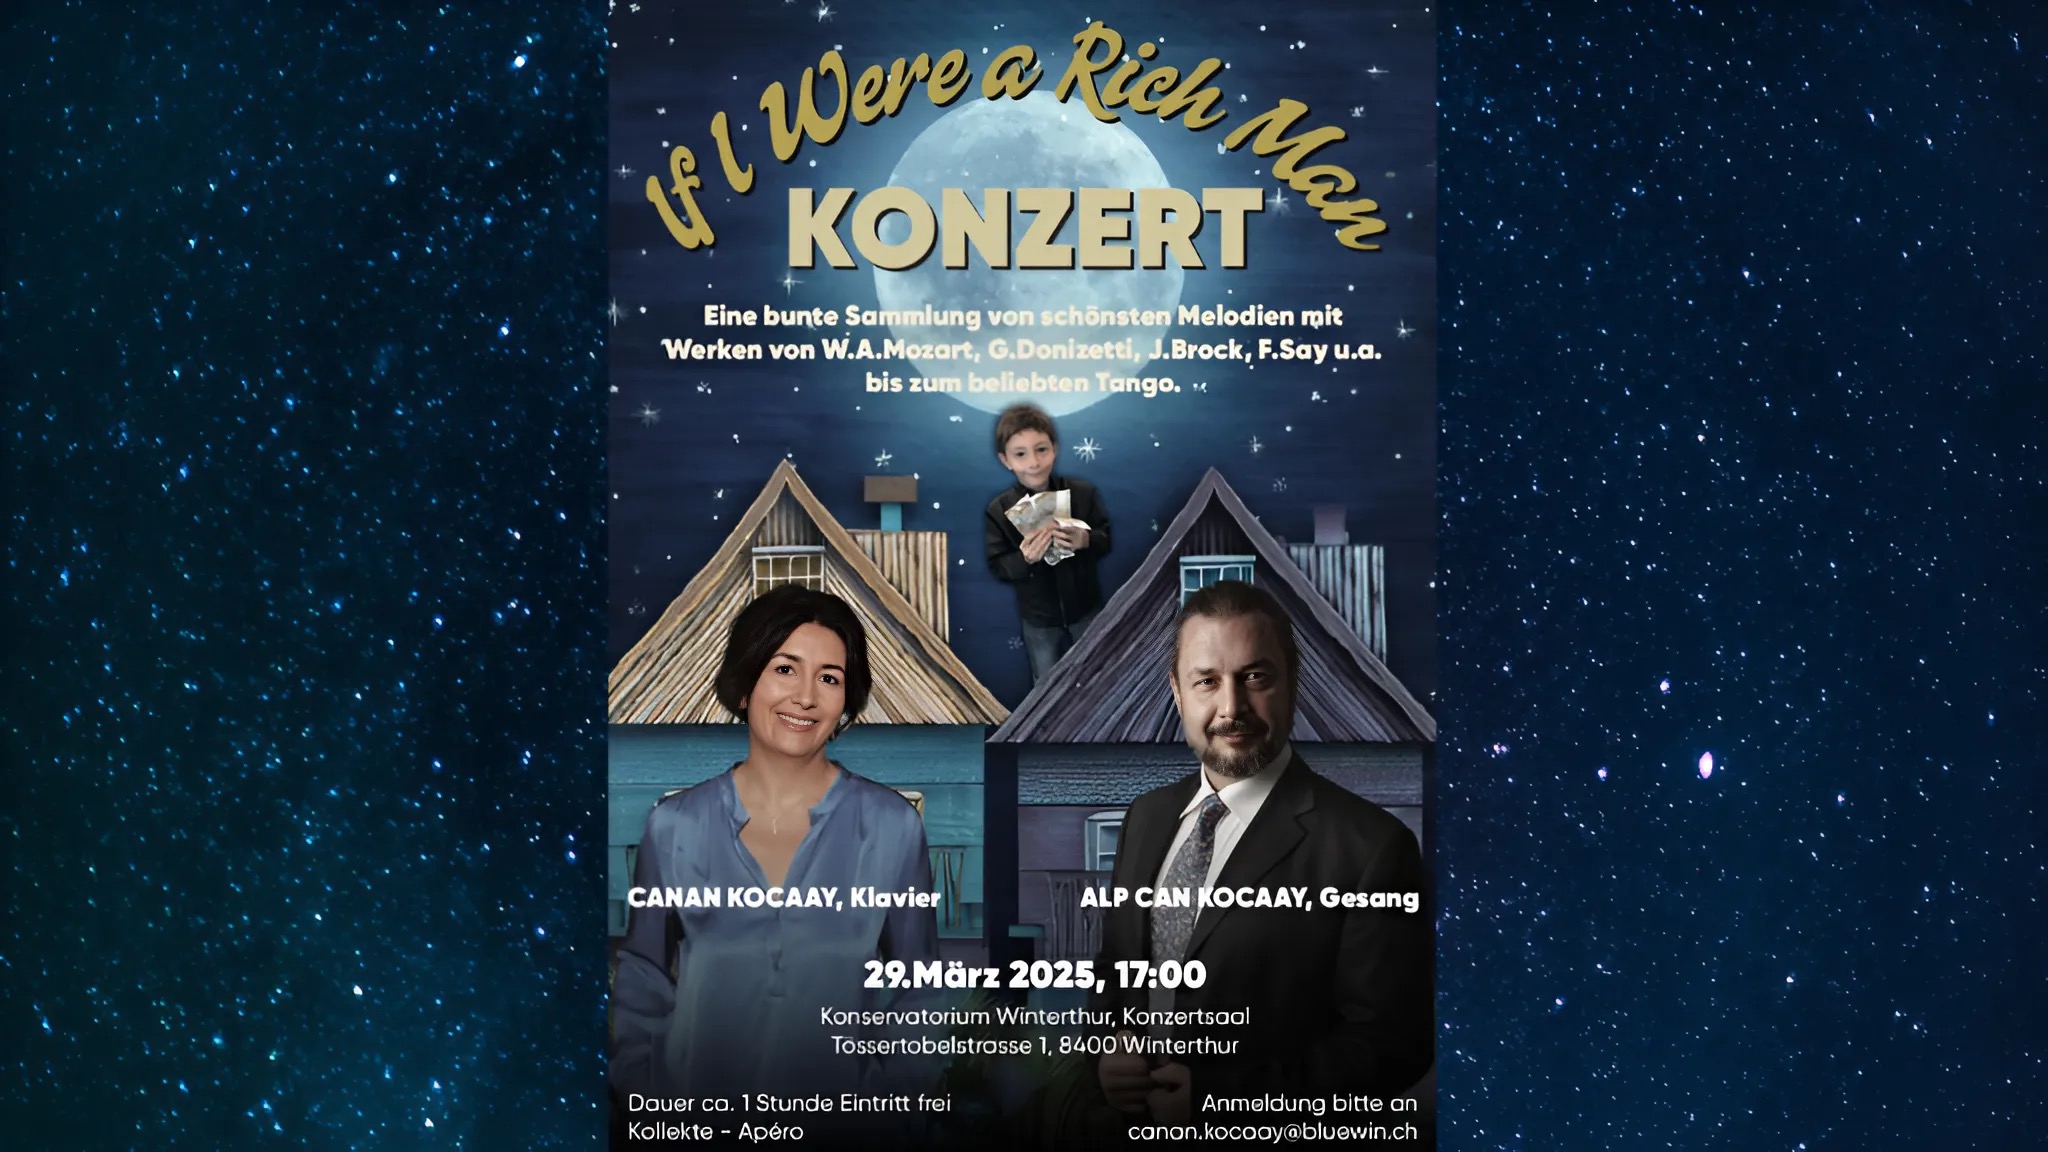 If I Were a Rich Man
KONZERT
Eine bunte Sammlung von schönsten Melodien mit
Werken von W.A.Mozart, G.Donizetti, J.Brock, F.Say u.a.
bis zum beliebten Tango.
CANAN KOCAAY, Klavier
ALP CAN KOCAAY, Gesang
29.März 2025, 17:00
Konservatorium Winterthur, Konzertsaal
Tössertobelstrasse 1, 8400 Winterthur
Dauer ca. 1 Stunde Eintritt frei
Kollekte - Apéro
Anmeldung bitte an
canan.kocaay@bluewin.ch